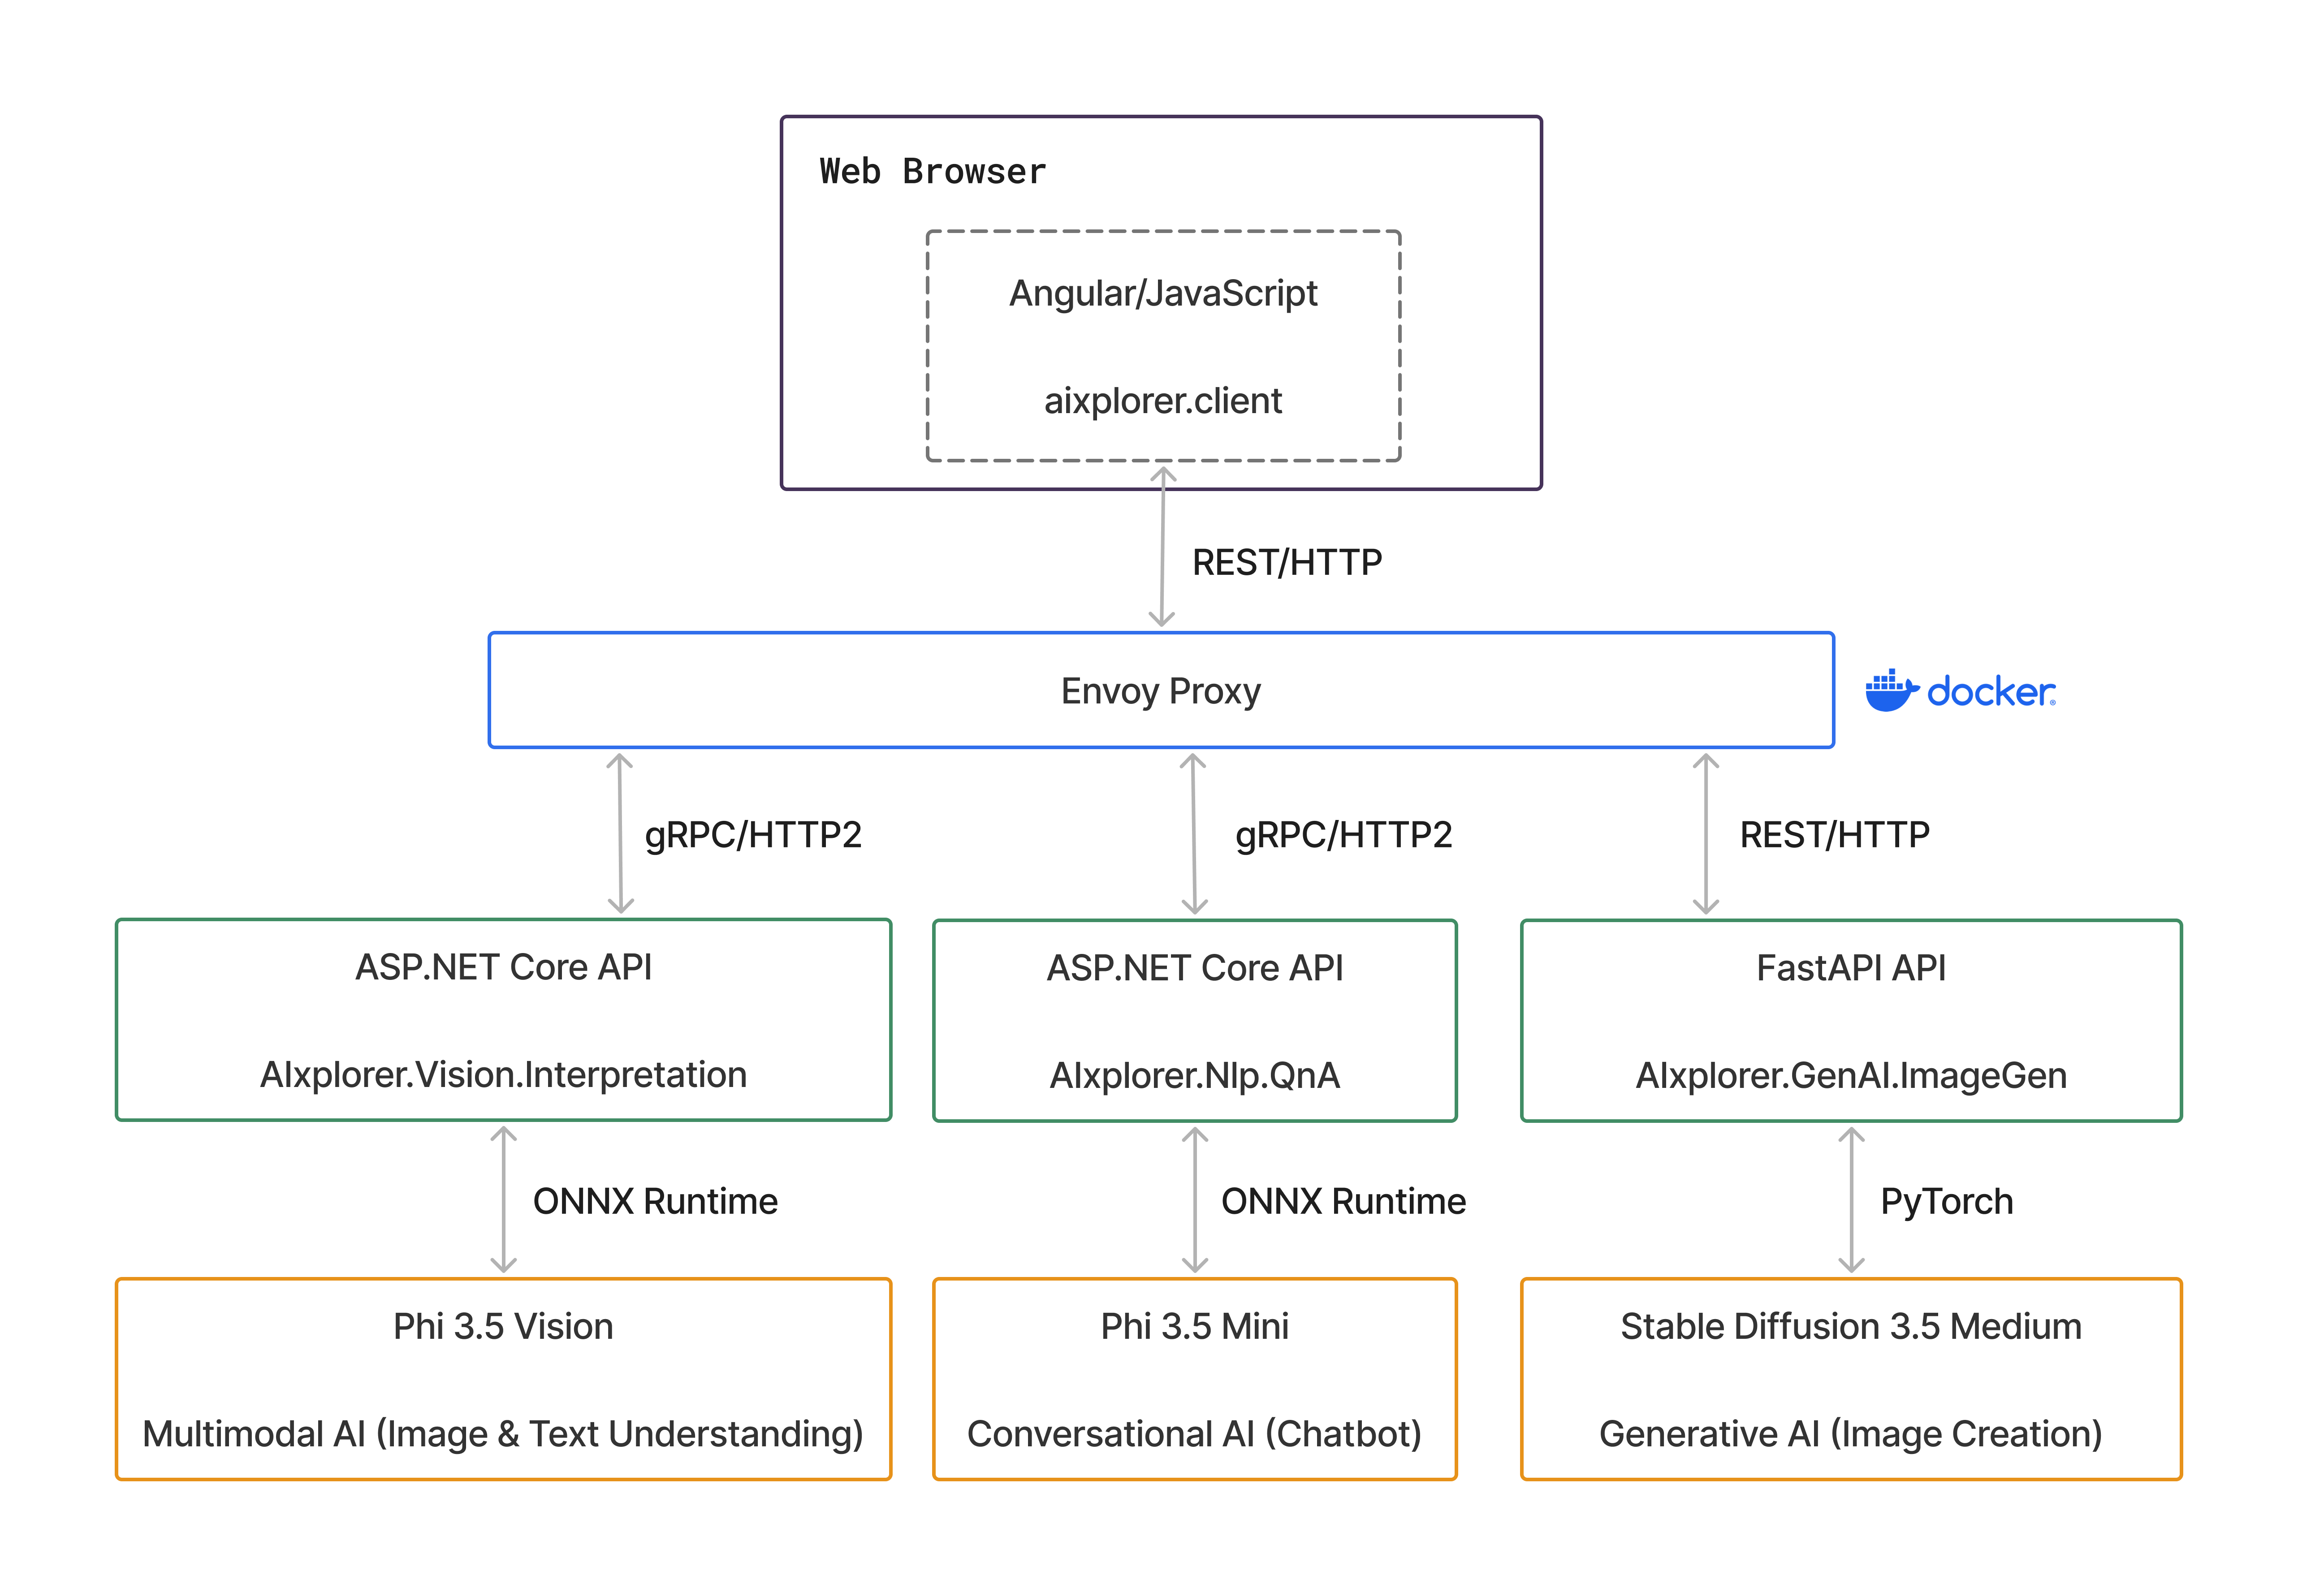 Web Browser
Angular/JavaScript
aixplorer.client
REST/HTTP
Envoy Proxy
docker®
gRPC/HTTP2
gRPC/HTTP2
REST/HTTP
ASP.NET Core API
AIxplorer.Vision.Interpretation
ASP.NET Core API
AIxplorer.Nlp.QnA
FastAPI API
AIxplorer.GenAI.ImageGen
ONNX Runtime
ONNX Runtime
PyTorch
Phi 3.5 Vision
Multimodal AI (Image & Text Understanding)
Phi 3.5 Mini
Conversational AI (Chatbot)
Stable Diffusion 3.5 Medium
Generative AI (Image Creation)